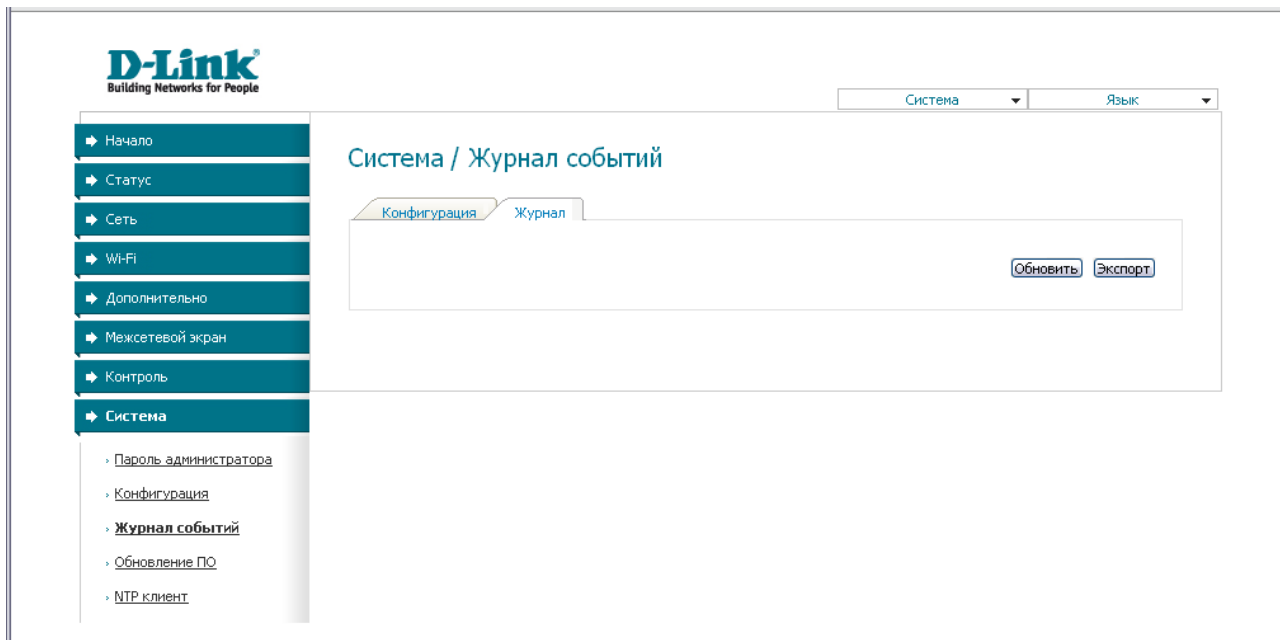 D-Link
Building Networks for People
Система Язык
Начало
Статус
Сеть
Wi-Fi
Дополнительно
Межсетевой экран
Контроль
Система
Пароль администратора
Конфигурация
Журнал событий
Обновление ПО
NTP клиент
Система / Журнал событий
Конфигурация Журнал
Обновить Экспорт